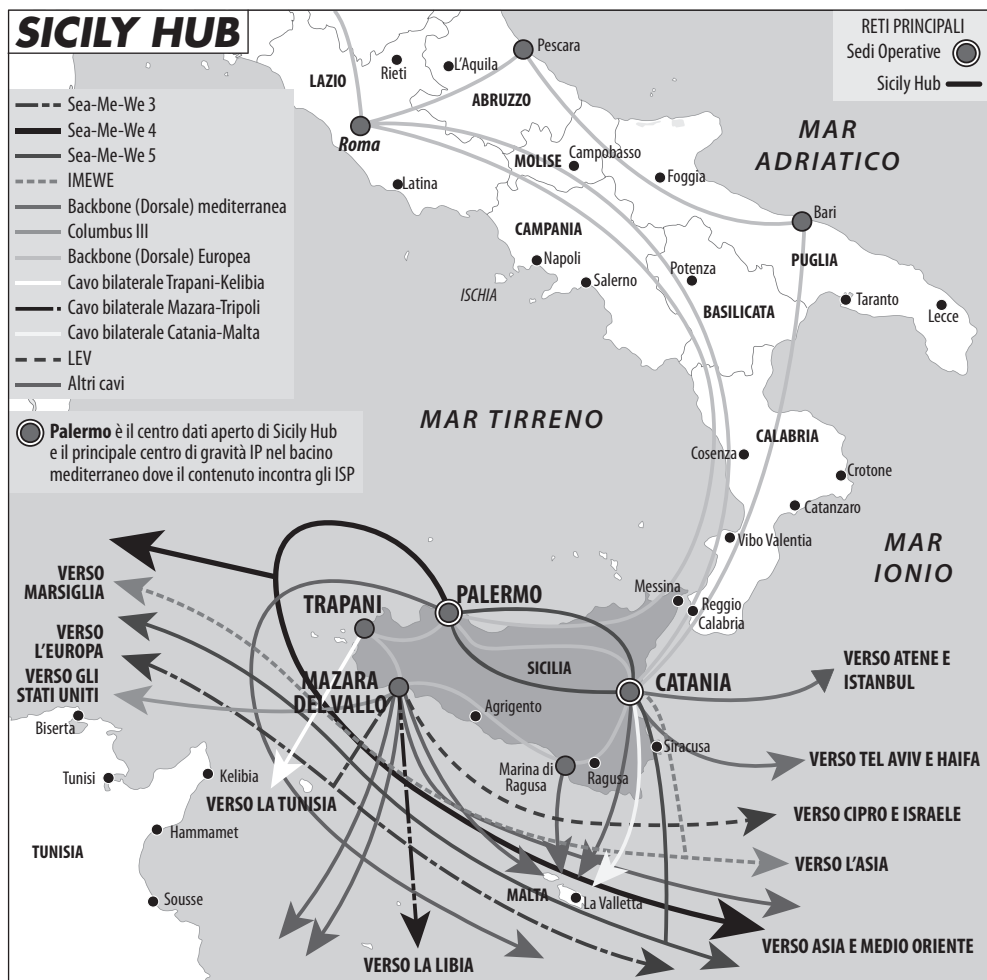 SICILY HUB
RETI PRINCIPALI
Sedi Operative
Sicily Hub
Sea-Me-We 3
Sea-Me-We 4
Sea-Me-We 5
IMEWE
Backbone (Dorsale) mediterranea
Columbus III
Backbone (Dorsale) Europea
Cavo bilaterale Trapani-Kelibia
Cavo bilaterale Mazara-Tripoli
Cavo bilaterale Catania-Malta
LEV
Altri cavi
Palermo è il centro dati aperto di Sicily Hub
e il principale centro di gravità IP nel bacino
mediterraneo dove il contenuto incontra gli ISP
Pescara
L'Aquila
Rieti
LAZIO
ABRUZZO
Roma
MAR
ADRIATICO
MOLISE
Campobasso
Foggia
Latina
Bari
CAMPANIA
PUGLIA
Napoli
Potenza
Salerno
ISCHIA
BASILICATA
Taranto
Lecce
MAR TIRRENO
CALABRIA
Cosenza
Crotone
Catanzaro
Vibo Valentia
MAR
IONIO
VERSO
MARSIGLIA
Messina
Reggio
Calabria
PALERMO
TRAPANI
VERSO
L'EUROPA
VERSO GLI
STATI UNITI
SICILIA
MAZARA
DEL VALLO
CATANIA
VERSO ATENE E
ISTANBUL
Agrigento
Biserta
Siracusa
VERSO TEL AVIV E HAIFA
Marina di
Ragusa
Ragusa
Tunisi
Kelibia
VERSO LA TUNISIA
VERSO CIPRO E ISRAELE
Hammamet
TUNISIA
VERSO L'ASIA
MALTA
La Valletta
Sousse
VERSO ASIA E MEDIO ORIENTE
VERSO LA LIBIA